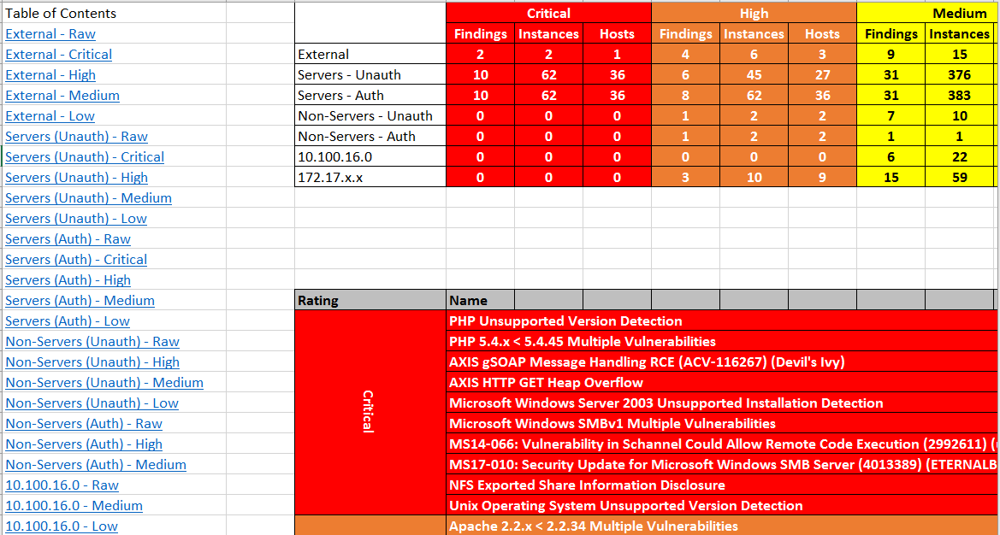 Table of Contents
External - Raw
External - Critical
External - High
External - Medium
External - Low
Servers (Unauth) - Raw
Servers (Unauth) - Critical
Servers (Unauth) - High
Servers (Unauth) - Medium
Servers (Unauth) - Low
Servers (Auth) - Raw
Servers (Auth) - Critical
Servers (Auth) - High
Servers (Auth) - Medium
Servers (Auth) - Low
Non-Servers (Unauth) - Raw
Non-Servers (Unauth) - High
Non-Servers (Unauth) - Medium
Non-Servers (Unauth) - Low
Non-Servers (Auth) - Raw
Non-Servers (Auth) - High
Non-Servers (Auth) - Medium
10.100.16.0 - Raw
10.100.16.0 - Medium
10.100.16.0 - Low
Critical High Medium
Findings Instances Hosts Findings Instances Hosts Findings Instances
External 2 2 1 4 6 3 9 15
Servers - Unauth 10 62 36 6 45 27 31 376
Servers - Auth 10 62 36 8 62 36 31 383
Non-Servers - Unauth 0 0 0 1 2 2 7 10
Non-Servers - Auth 0 0 0 1 2 2 1 1
10.100.16.0 0 0 0 0 0 0 6 22
172.17.x.x 0 0 0 3 10 9 15 59
Rating Name
Critical
PHP Unsupported Version Detection
PHP 5.4.x < 5.4.45 Multiple Vulnerabilities
AXIS gSOAP Message Handling RCE (ACV-116267) (Devil's Ivy)
AXIS HTTP GET Heap Overflow
Microsoft Windows Server 2003 Unsupported Installation Detection
Microsoft Windows SMBv1 Multiple Vulnerabilities
MS14-066: Vulnerability in Schannel Could Allow Remote Code Execution (2992611) (
MS17-010: Security Update for Microsoft Windows SMB Server (4013389) (ETERNALB
NFS Exported Share Information Disclosure
Unix Operating System Unsupported Version Detection
Apache 2.2.x < 2.2.34 Multiple Vulnerabilities